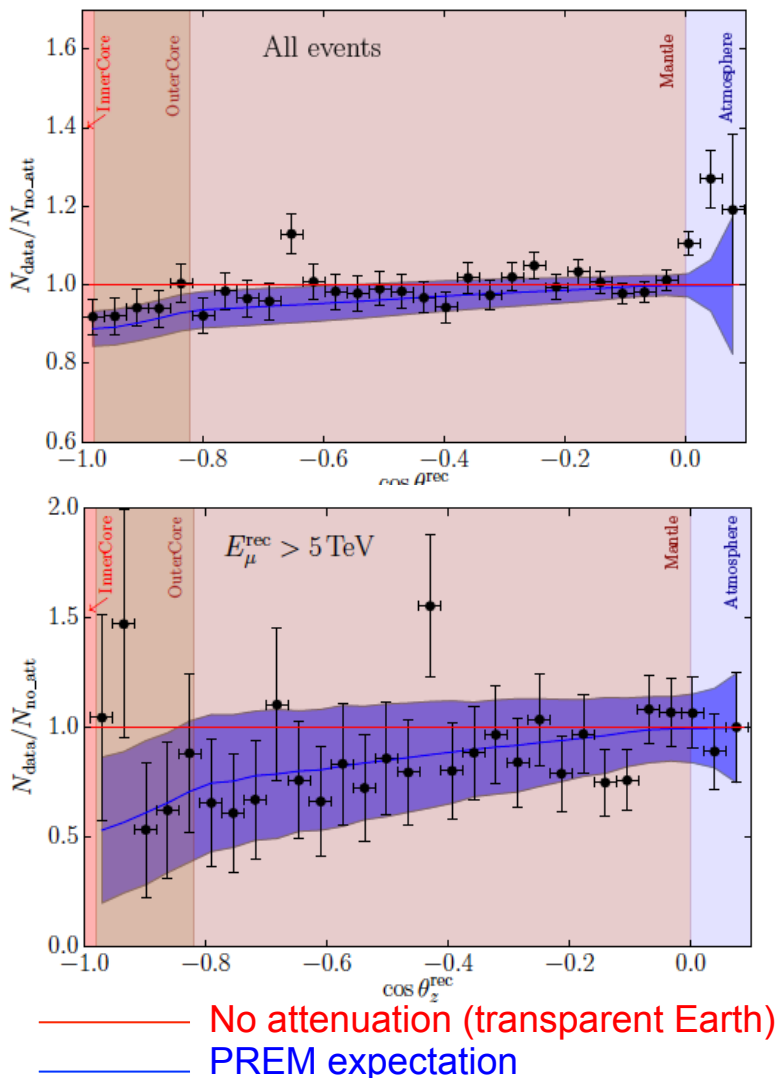 All events
InnerCore
OuterCore
Mantle
Atmosphere
1.6
1.4
1.2
1.0
0.8
0.6
N_data/N_no_att
−1.0 −0.8 −0.6 −0.4 −0.2 0.0
cos θ^rec
E_μ^rec > 5 TeV
InnerCore
OuterCore
Mantle
Atmosphere
2.0
1.5
1.0
0.5
0.0
N_data/N_no_att
−1.0 −0.8 −0.6 −0.4 −0.2 0.0
cos θ_z^rec
No attenuation (transparent Earth)
PREM expectation